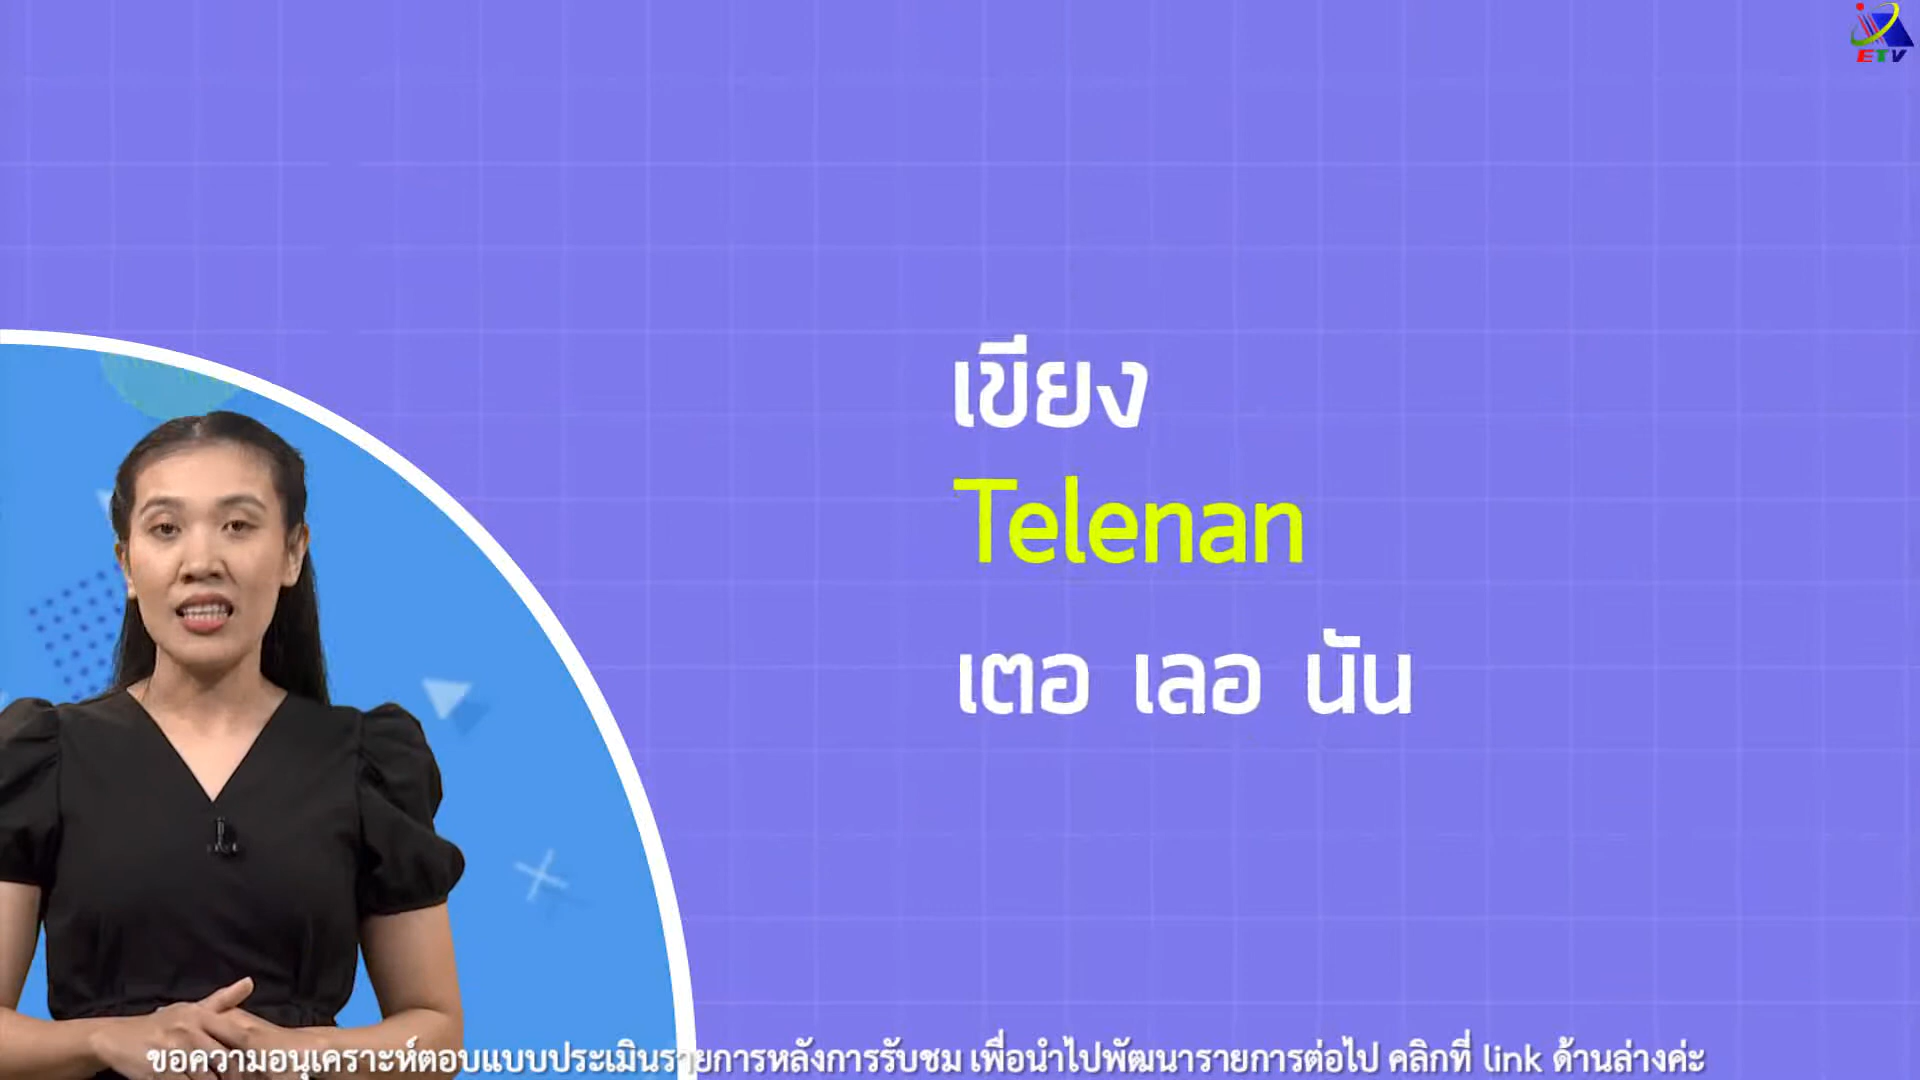 ETV
เขียง
Telenan
เตอ เลอ นัน
ขอความอนุเคราะห์ตอบแบบประเมินรายการหลังการรับชม เพื่อนำไปพัฒนารายการต่อไป คลิกที่ link ด้านล่างค่ะ